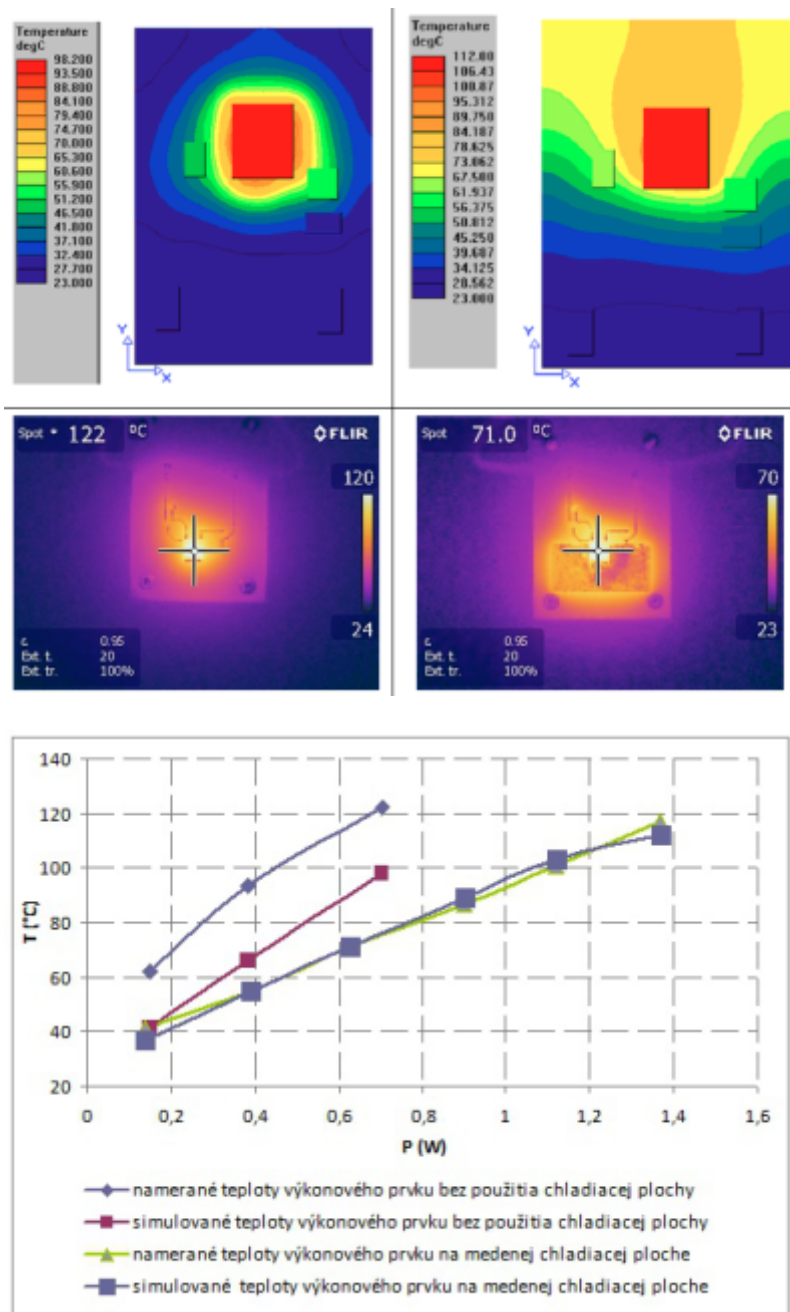 Temperature
degC
98.200
93.500
88.800
84.100
79.400
74.700
70.000
65.300
60.600
55.900
51.200
46.500
41.800
37.100
32.400
27.700
23.000
Y
X
Temperature
degC
112.00
106.43
100.87
95.312
89.750
84.187
78.625
73.062
67.500
61.937
56.375
50.812
45.250
39.687
34.125
28.562
23.000
Y
X
Spot * 122 °C
FLIR
120
24
ε 0.95
Ext. t. 20
Ext. tr. 100%
Spot 71.0 °C
FLIR
70
23
ε 0.95
Ext. t. 20
Ext. tr. 100%
140
120
100
80
60
40
20
T (°C)
0 0,2 0,4 0,6 0,8 1 1,2 1,4 1,6
P (W)
namerané teploty výkonového prvku bez použitia chladiacej plochy
simulované teploty výkonového prvku bez použitia chladiacej plochy
namerané teploty výkonového prvku na medenej chladiacej ploche
simulované teploty výkonového prvku na medenej chladiacej ploche